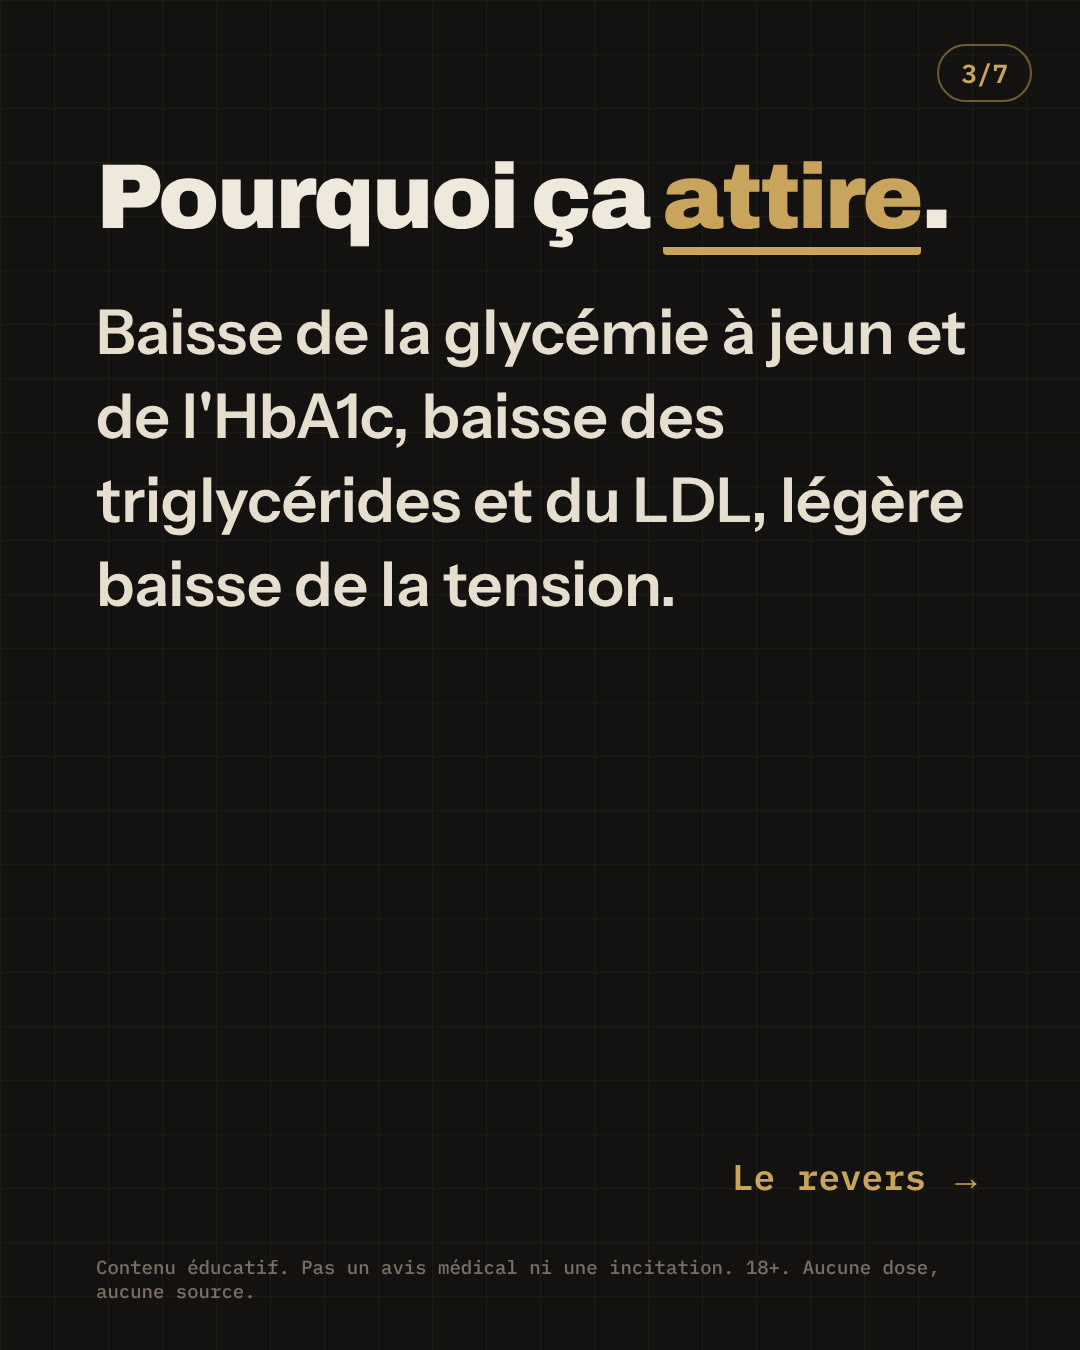 3/7
Pourquoi ça attire.
Baisse de la glycémie à jeun et
de l'HbA1c, baisse des
triglycérides et du LDL, légère
baisse de la tension.
Le revers →
Contenu éducatif. Pas un avis médical ni une incitation. 18+. Aucune dose,
aucune source.